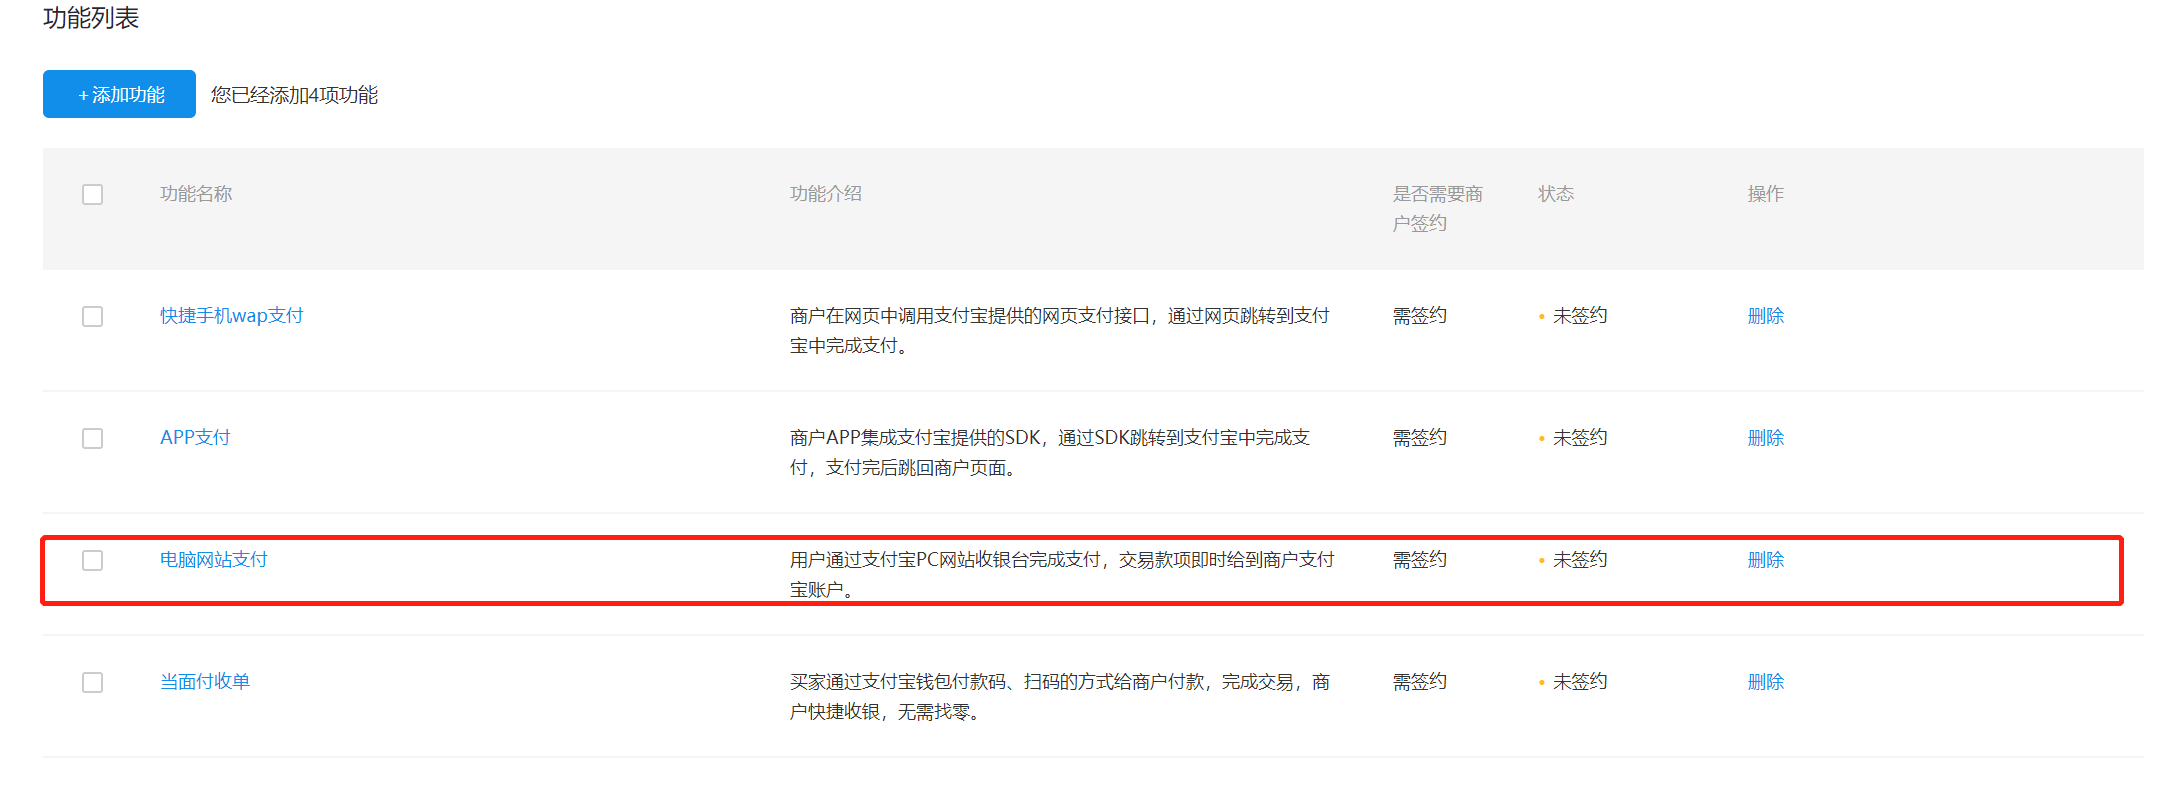 功能列表
+ 添加功能 您已经添加4项功能
功能名称 功能介绍 是否需要商 状态 操作
户签约
快捷手机wap支付 商户在网页中调用支付宝提供的网页支付接口，通过网页跳转到支付 需签约 • 未签约 删除
宝中完成支付。
APP支付 商户APP集成支付宝提供的SDK，通过SDK跳转到支付宝中完成支 需签约 • 未签约 删除
付，支付完后跳回商户页面。
电脑网站支付 用户通过支付宝PC网站收银台完成支付，交易款项即时给到商户支付 需签约 • 未签约 删除
宝账户。
当面付收单 买家通过支付宝钱包付款码、扫码的方式给商户付款，完成交易，商 需签约 • 未签约 删除
户快捷收银，无需找零。